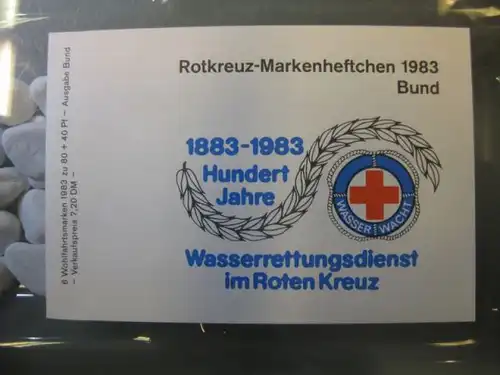 Rotkreuz-Markenheftchen 1983
Bund
1883-1983
Hundert
Jahre
WASSER WACHT
Wasserrettungsdienst
im Roten Kreuz
6 Wohlfahrtsmarken 1983 zu 80 + 40 Pf — Ausgabe Bund
— Verkaufspreis 7,20 DM —